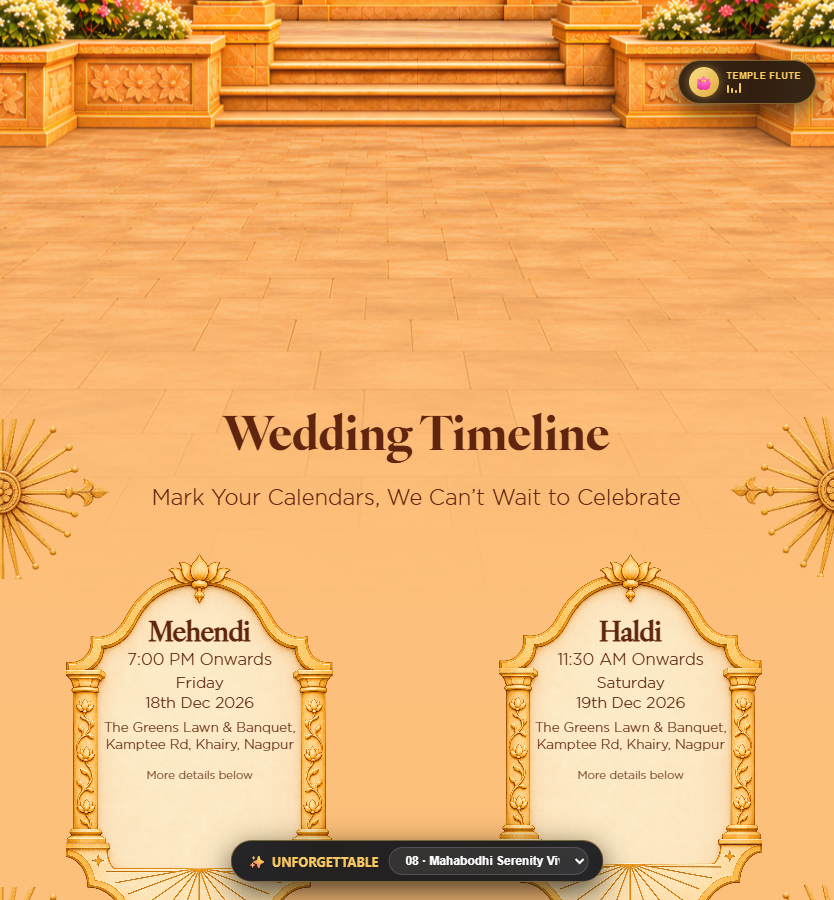 TEMPLE FLUTE
Wedding Timeline
Mark Your Calendars, We Can’t Wait to Celebrate
Mehendi
7:00 PM Onwards
Friday
18th Dec 2026
The Greens Lawn & Banquet,
Kamptee Rd, Khairy, Nagpur
More details below
Haldi
11:30 AM Onwards
Saturday
19th Dec 2026
The Greens Lawn & Banquet,
Kamptee Rd, Khairy, Nagpur
More details below
UNFORGETTABLE
08 - Mahabodhi Serenity